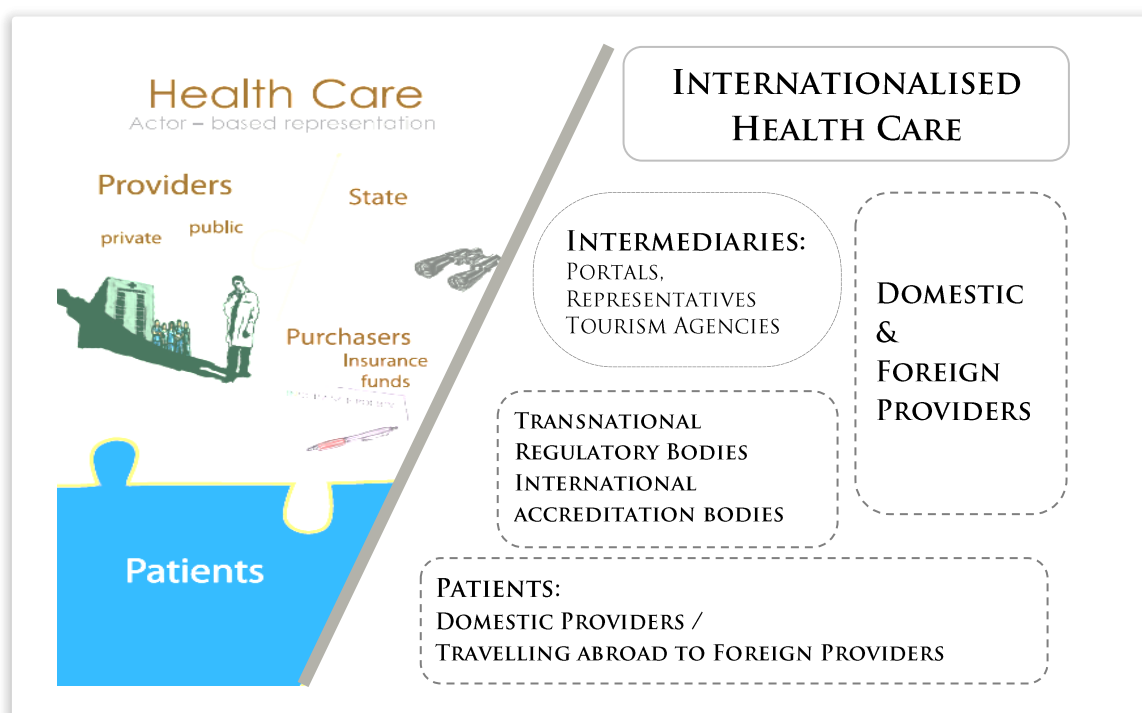 Health Care
Actor – based representation
Providers
private
public
State
Purchasers
Insurance
funds
Patients
INTERNATIONALISED
HEALTH CARE
INTERMEDIARIES:
PORTALS,
REPRESENTATIVES
TOURISM AGENCIES
DOMESTIC
&
FOREIGN
PROVIDERS
TRANSNATIONAL
REGULATORY BODIES
INTERNATIONAL
ACCREDITATION BODIES
PATIENTS:
DOMESTIC PROVIDERS /
TRAVELLING ABROAD TO FOREIGN PROVIDERS